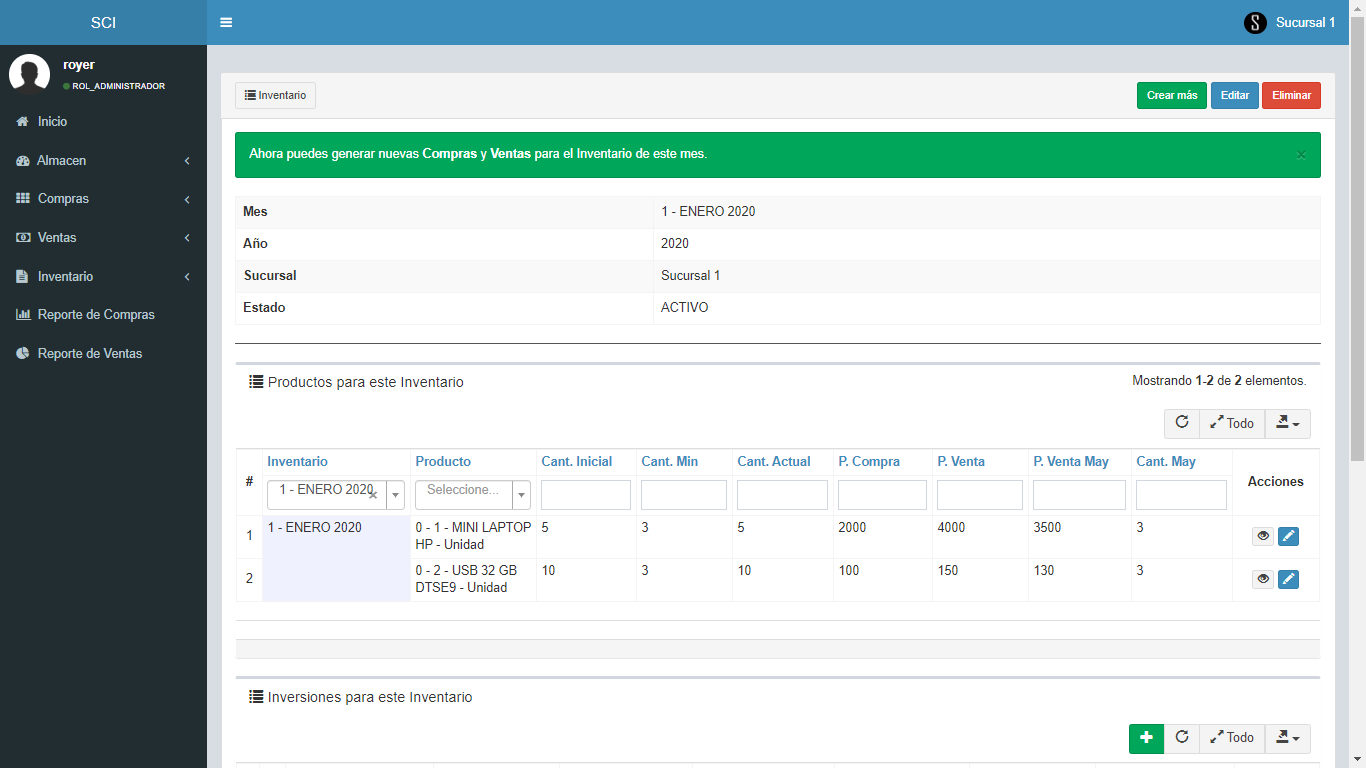 SCI
Sucursal 1
royer
ROL_ADMINISTRADOR
Inicio
Almacen
Compras
Ventas
Inventario
Reporte de Compras
Reporte de Ventas
Inventario
Crear más Editar Eliminar
Ahora puedes generar nuevas Compras y Ventas para el Inventario de este mes. ×
Mes 1 - ENERO 2020
Año 2020
Sucursal Sucursal 1
Estado ACTIVO
Productos para este Inventario
Mostrando 1-2 de 2 elementos.
Todo
# Inventario Producto Cant. Inicial Cant. Min Cant. Actual P. Compra P. Venta P. Venta May Cant. May Acciones
1 - ENERO 2020 × Seleccione...
1 1 - ENERO 2020 0 - 1 - MINI LAPTOP HP - Unidad 5 3 5 2000 4000 3500 3
2 0 - 2 - USB 32 GB DTSE9 - Unidad 10 3 10 100 150 130 3
Inversiones para este Inventario
Todo